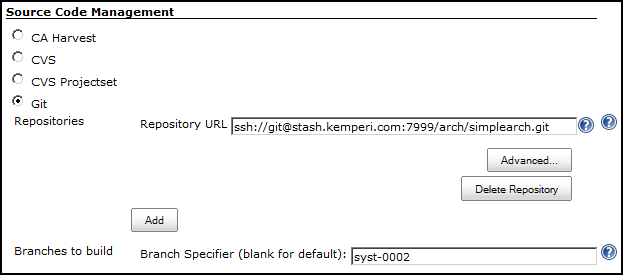 Source Code Management
CA Harvest
CVS
CVS Projectset
Git
Repositories
Repository URL ssh://git@stash.kemperi.com:7999/arch/simplearch.git
Advanced...
Delete Repository
Add
Branches to build
Branch Specifier (blank for default): syst-0002